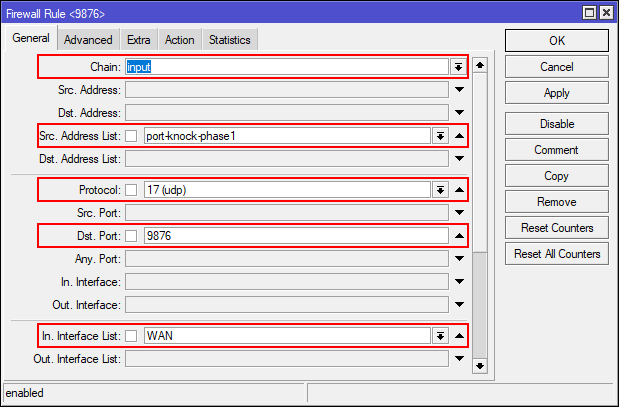 Firewall Rule <9876>
General Advanced Extra Action Statistics
Chain: input
Src. Address:
Dst. Address:
Src. Address List: port-knock-phase1
Dst. Address List:
Protocol: 17 (udp)
Src. Port:
Dst. Port: 9876
Any. Port:
In. Interface:
Out. Interface:
In. Interface List: WAN
Out. Interface List:
OK
Cancel
Apply
Disable
Comment
Copy
Remove
Reset Counters
Reset All Counters
enabled